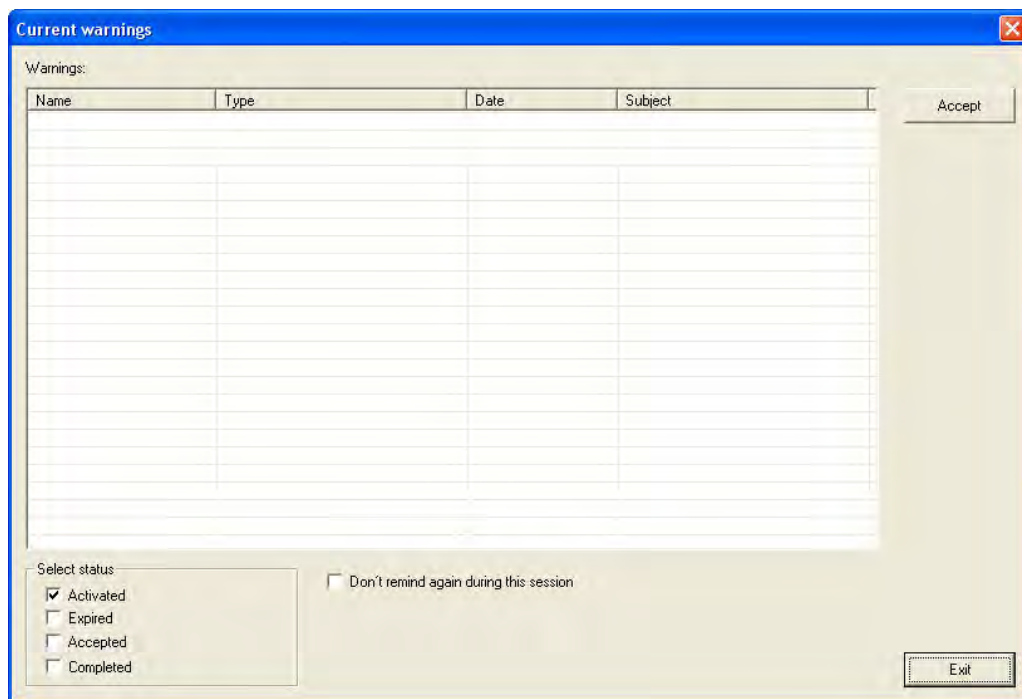 Current warnings
Warnings:
Name Type Date Subject
Accept
Select status
Activated
Expired
Accepted
Completed
Don´t remind again during this session
Exit